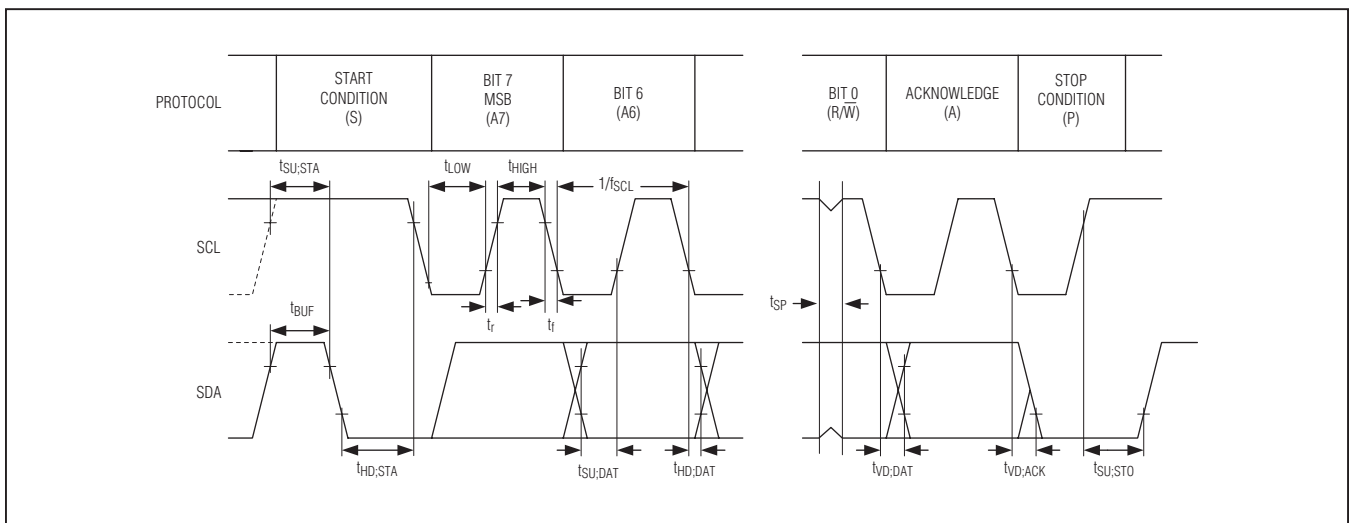 PROTOCOL
START
CONDITION
(S)
BIT 7
MSB
(A7)
BIT 6
(A6)
BIT 0
(R/W̅)
ACKNOWLEDGE
(A)
STOP
CONDITION
(P)
tSU;STA
tLOW
tHIGH
1/fSCL
SCL
tBUF
tr
tf
tSP
SDA
tHD;STA
tSU;DAT
tHD;DAT
tVD;DAT
tVD;ACK
tSU;STO